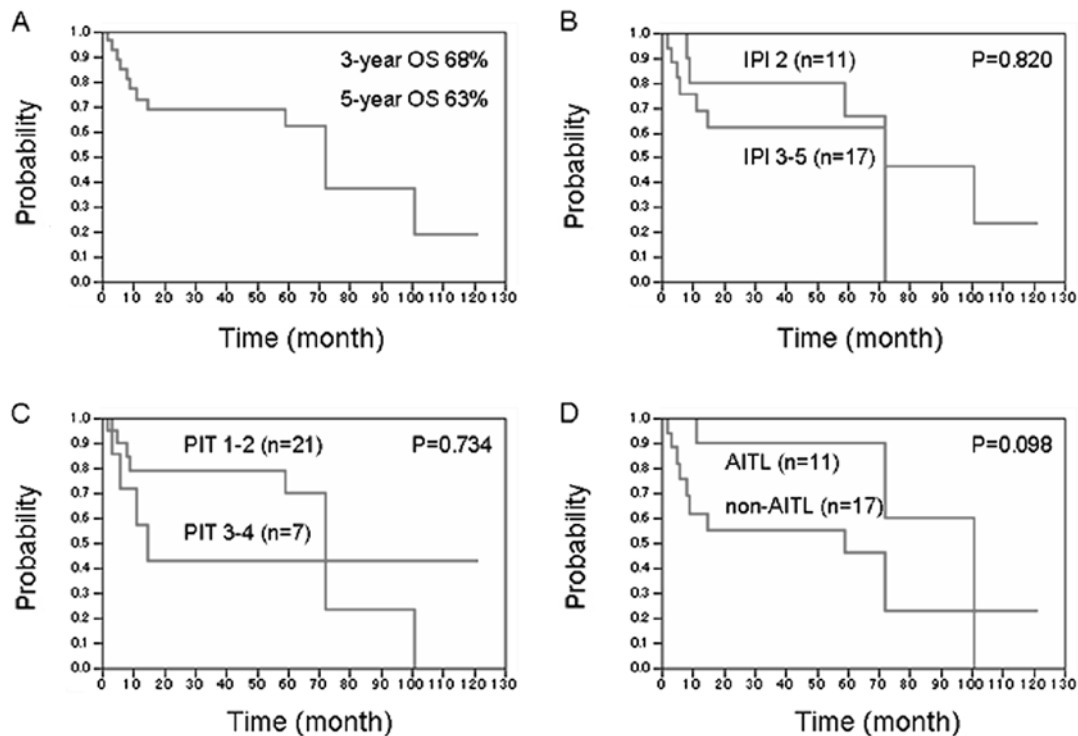 A
3-year OS 68%
5-year OS 63%
Probability
1.0
0.9
0.8
0.7
0.6
0.5
0.4
0.3
0.2
0.1
0.0
0 10 20 30 40 50 60 70 80 90 100 110 120 130
Time (month)
B
IPI 2 (n=11)
P=0.820
IPI 3-5 (n=17)
Probability
1.0
0.9
0.8
0.7
0.6
0.5
0.4
0.3
0.2
0.1
0.0
0 10 20 30 40 50 60 70 80 90 100 110 120 130
Time (month)
C
PIT 1-2 (n=21)
P=0.734
PIT 3-4 (n=7)
Probability
1.0
0.9
0.8
0.7
0.6
0.5
0.4
0.3
0.2
0.1
0.0
0 10 20 30 40 50 60 70 80 90 100 110 120 130
Time (month)
D
P=0.098
AITL (n=11)
non-AITL (n=17)
Probability
1.0
0.9
0.8
0.7
0.6
0.5
0.4
0.3
0.2
0.1
0.0
0 10 20 30 40 50 60 70 80 90 100 110 120 130
Time (month)